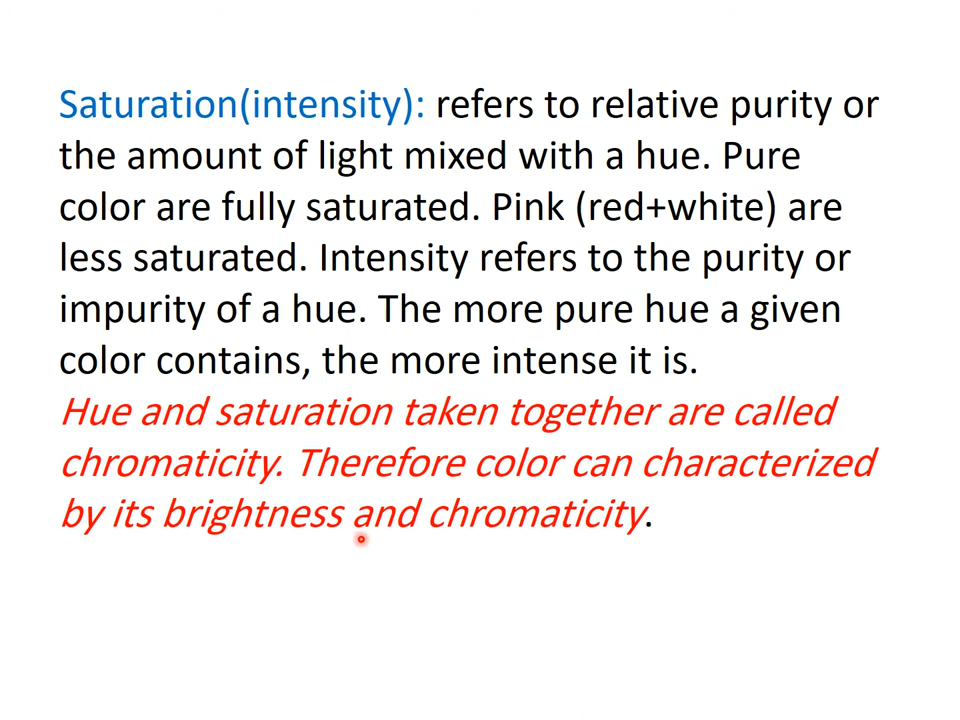 Saturation(intensity): refers to relative purity or
the amount of light mixed with a hue. Pure
color are fully saturated. Pink (red+white) are
less saturated. Intensity refers to the purity or
impurity of a hue. The more pure hue a given
color contains, the more intense it is.
Hue and saturation taken together are called
chromaticity. Therefore color can characterized
by its brightness and chromaticity.